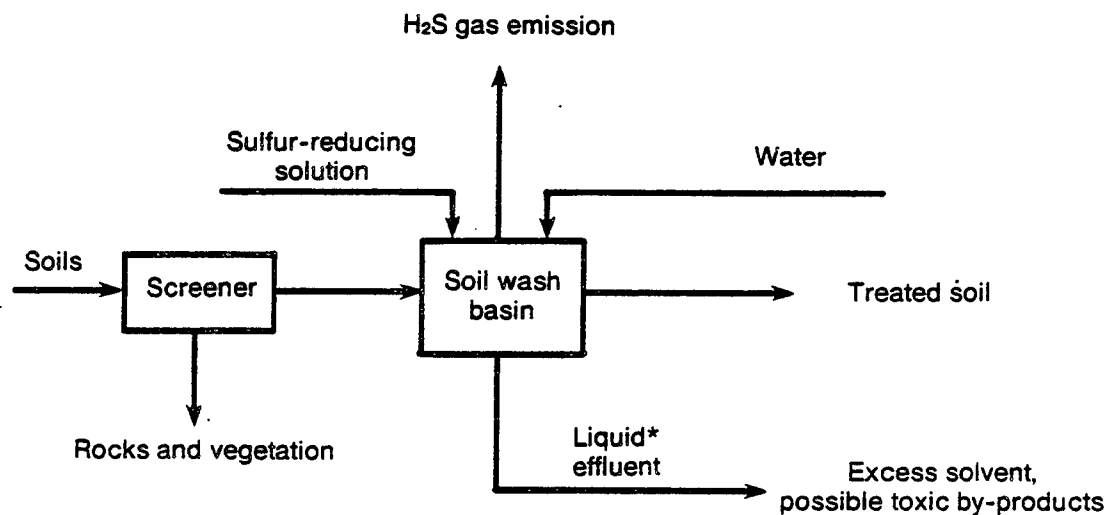 H₂S gas emission
Sulfur-reducing
solution
Water
Soils
Screener
Soil wash
basin
Treated soil
Rocks and vegetation
Liquid*
effluent
Excess solvent,
possible toxic by-products